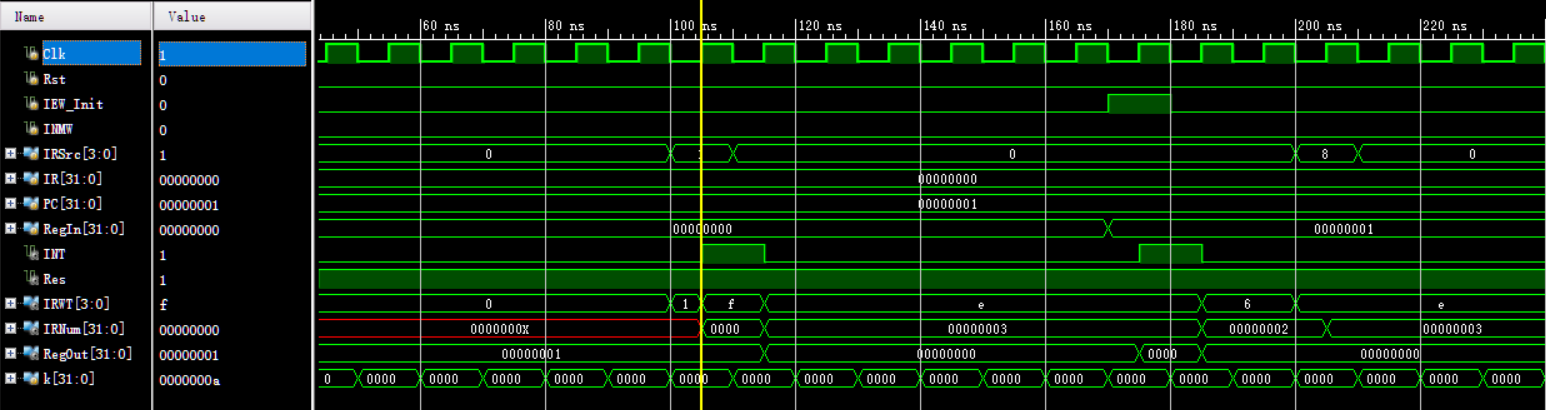 Name Value 60 ns 80 ns 100 ns 120 ns 140 ns 160 ns 180 ns 200 ns 220 ns
Clk 1
Rst 0
IEW_Init 0
INMW 0
IRSrc[3:0] 1 0 1 0 8 0
IR[31:0] 00000000 00000000
PC[31:0] 00000001 00000001
RegIn[31:0] 00000000 00000000 00000001
INT 1
Res 1
IRWT[3:0] f 0 1 f e 6 e
IRNum[31:0] 00000000 0000000X 0000 00000003 00000002 00000003
RegOut[31:0] 00000001 00000001 00000000 0000 00000000
k[31:0] 0000000a 0 0000 0000 0000 0000 0000 0000 0000 0000 0000 0000 0000 0000 0000 0000 0000 0000 0000 0000 0000